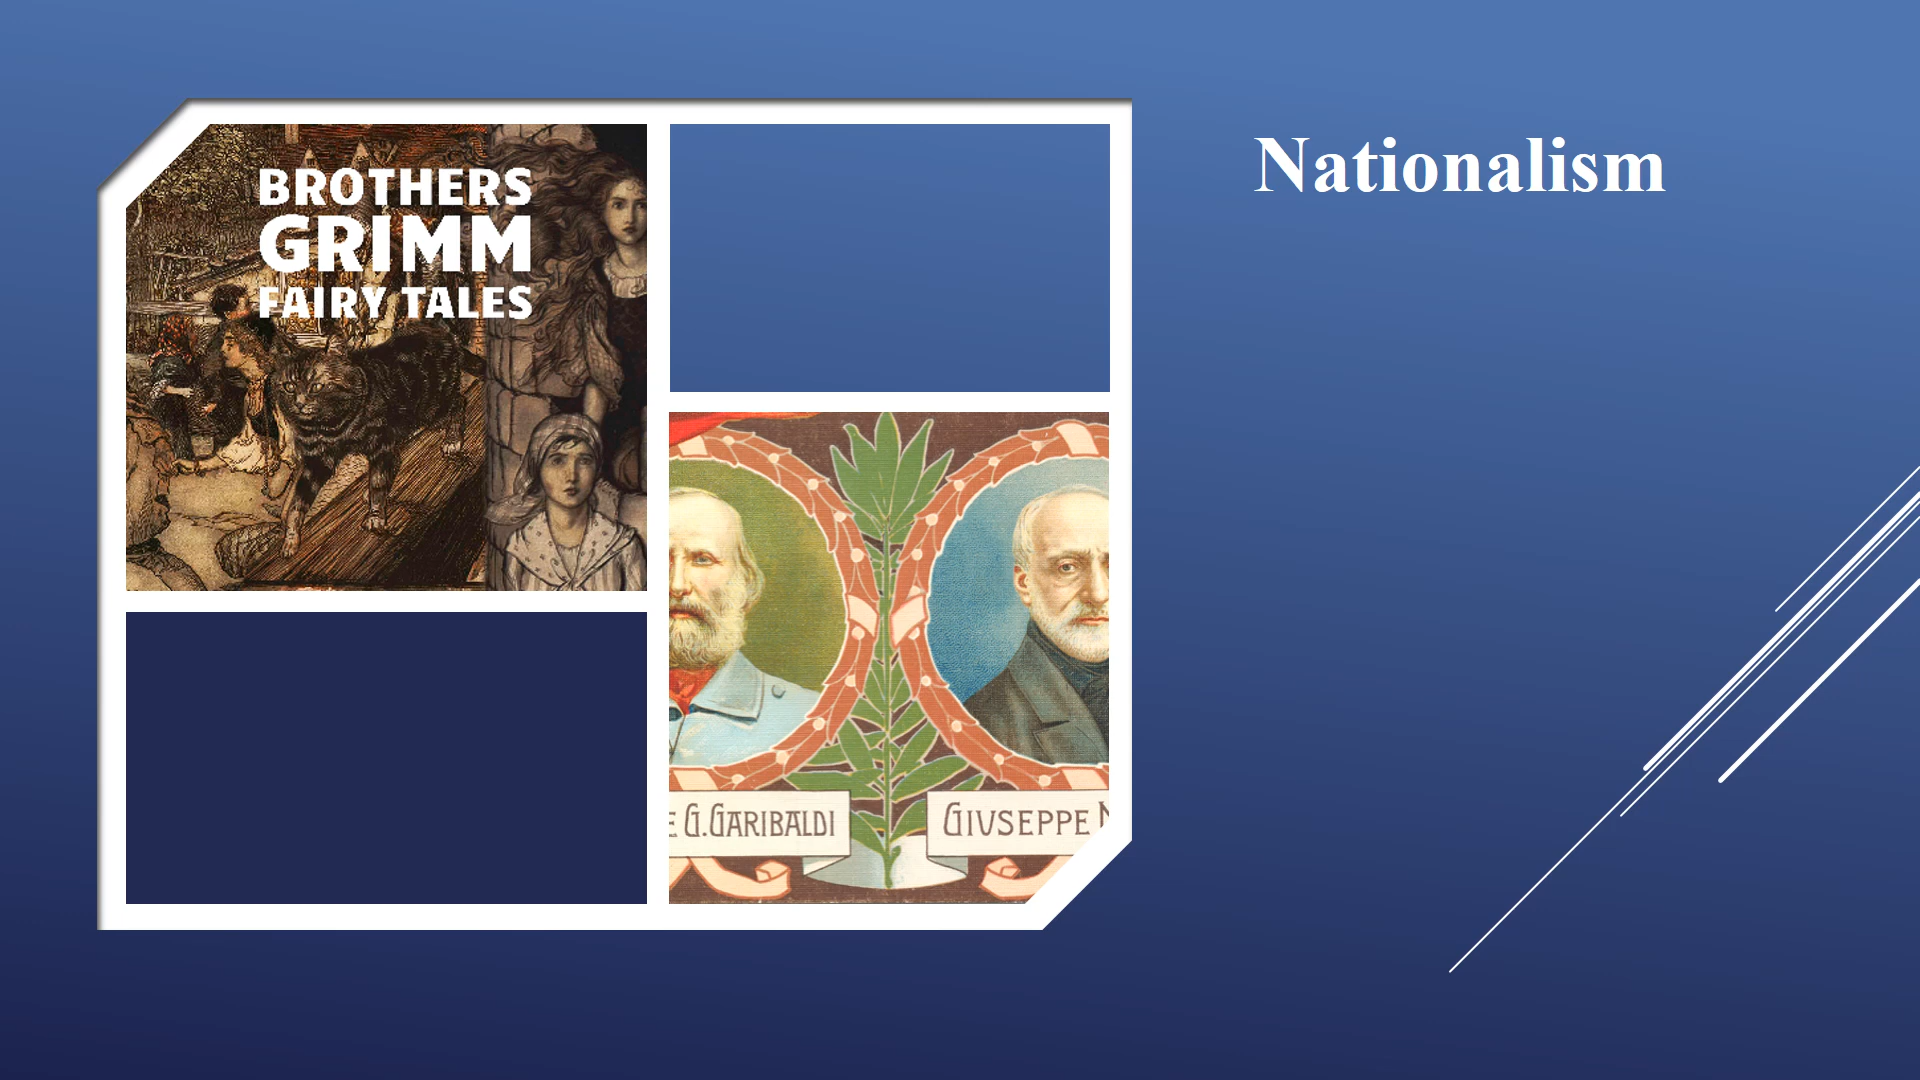 BROTHERS
GRIMM
FAIRY TALES
Nationalism
E G. GARIBALDI
GIVSEPPE